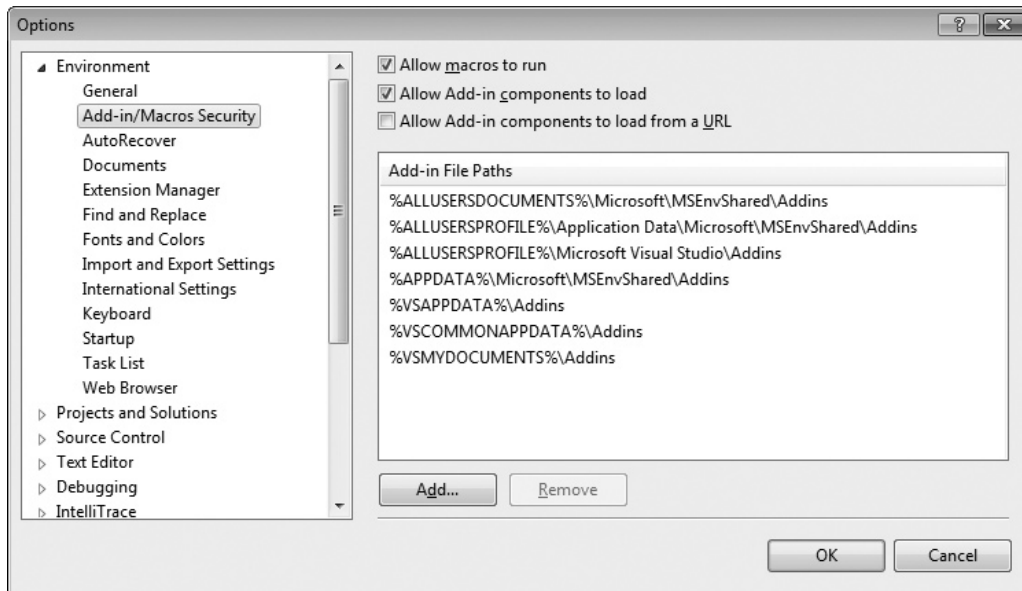 Options
Environment
General
Add-in/Macros Security
AutoRecover
Documents
Extension Manager
Find and Replace
Fonts and Colors
Import and Export Settings
International Settings
Keyboard
Startup
Task List
Web Browser
Projects and Solutions
Source Control
Text Editor
Debugging
IntelliTrace
Allow macros to run
Allow Add-in components to load
Allow Add-in components to load from a URL
Add-in File Paths
%ALLUSERSDOCUMENTS%\Microsoft\MSEnvShared\Addins
%ALLUSERSPROFILE%\Application Data\Microsoft\MSEnvShared\Addins
%ALLUSERSPROFILE%\Microsoft Visual Studio\Addins
%APPDATA%\Microsoft\MSEnvShared\Addins
%VSAPPDATA%\Addins
%VSCOMMONAPPDATA%\Addins
%VSMYDOCUMENTS%\Addins
Add...
Remove
OK
Cancel